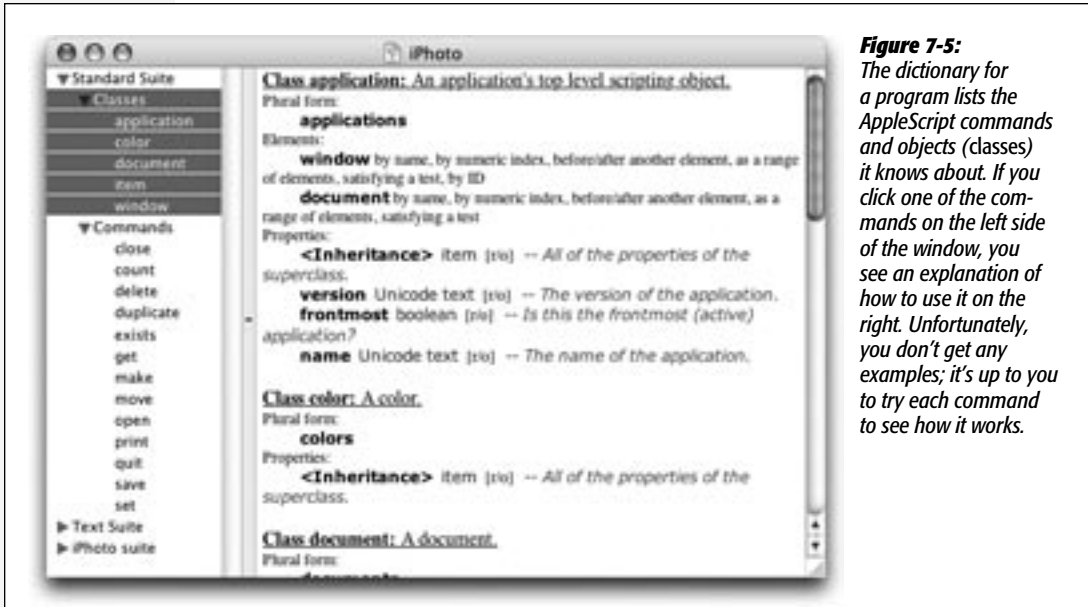 iPhoto
Standard Suite
Classes
application
color
document
item
window
Commands
close
count
delete
duplicate
exists
get
make
move
open
print
quit
save
set
Text Suite
iPhoto suite
Class application: An application's top level scripting object.
Plural form:
applications
Elements:
window by name, by numeric index, before/after another element, as a range
of elements, satisfying a test, by ID
document by name, by numeric index, before/after another element, as a
range of elements, satisfying a test
Properties:
<Inheritance> item [r/o] -- All of the properties of the
superclass.
version Unicode text [r/o] -- The version of the application.
frontmost boolean [r/o] -- Is this the frontmost (active)
application?
name Unicode text [r/o] -- The name of the application.
Class color: A color.
Plural form:
colors
Properties:
<Inheritance> item [r/o] -- All of the properties of the
superclass.
Class document: A document.
Plural form:
Figure 7-5:
The dictionary for
a program lists the
AppleScript commands
and objects (classes)
it knows about. If you
click one of the com-
mands on the left side
of the window, you
see an explanation of
how to use it on the
right. Unfortunately,
you don't get any
examples; it's up to you
to try each command
to see how it works.